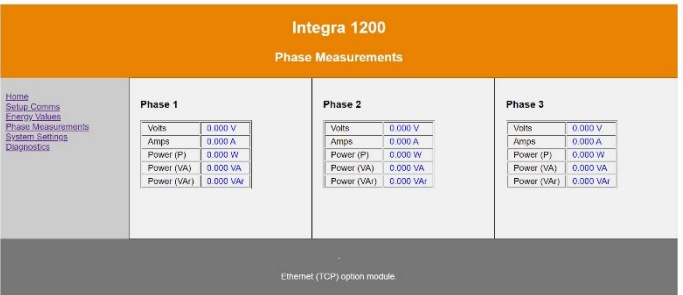 Integra 1200
Phase Measurements
Home
Setup Comms
Energy Values
Phase Measurements
System Settings
Diagnostics
Phase 1
Volts 0.000 V
Amps 0.000 A
Power (P) 0.000 W
Power (VA) 0.000 VA
Power (VAr) 0.000 VAr
Phase 2
Volts 0.000 V
Amps 0.000 A
Power (P) 0.000 W
Power (VA) 0.000 VA
Power (VAr) 0.000 VAr
Phase 3
Volts 0.000 V
Amps 0.000 A
Power (P) 0.000 W
Power (VA) 0.000 VA
Power (VAr) 0.000 VAr
-
Ethernet (TCP) option module.